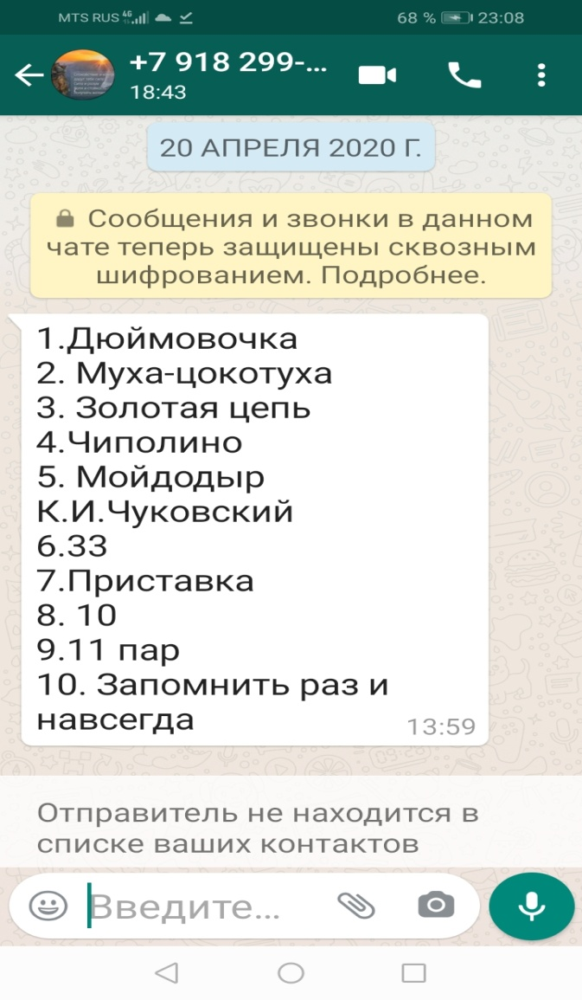 MTS RUS 4G 68 % 23:08
+7 918 299-...
18:43
20 АПРЕЛЯ 2020 Г.
Сообщения и звонки в данном
чате теперь защищены сквозным
шифрованием. Подробнее.
1.Дюймовочка
2. Муха-цокотуха
3. Золотая цепь
4.Чиполино
5. Мойдодыр
К.И.Чуковский
6.33
7.Приставка
8. 10
9.11 пар
10. Запомнить раз и
навсегда
13:59
Отправитель не находится в
списке ваших контактов
Введите...